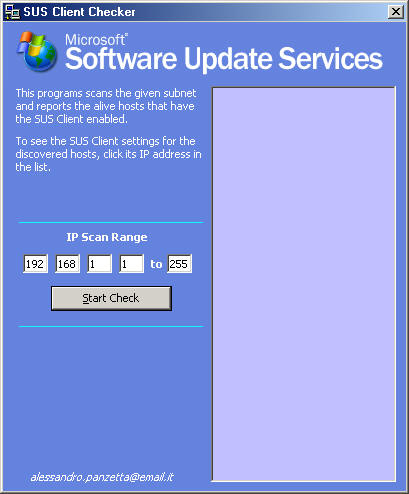 SUS Client Checker
Microsoft®
Software Update Services
This programs scans the given subnet
and reports the alive hosts that have
the SUS Client enabled.
To see the SUS Client settings for the
discovered hosts, click its IP address in
the list.
IP Scan Range
192 168 1 1 to 255
Start Check
alessandro.panzetta@email.it